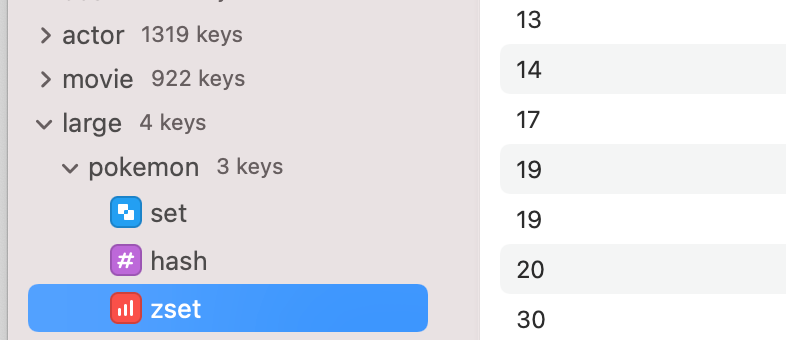 actor 1319 keys
movie 922 keys
large 4 keys
pokemon 3 keys
set
# hash
zset
13
14
17
19
19
20
30